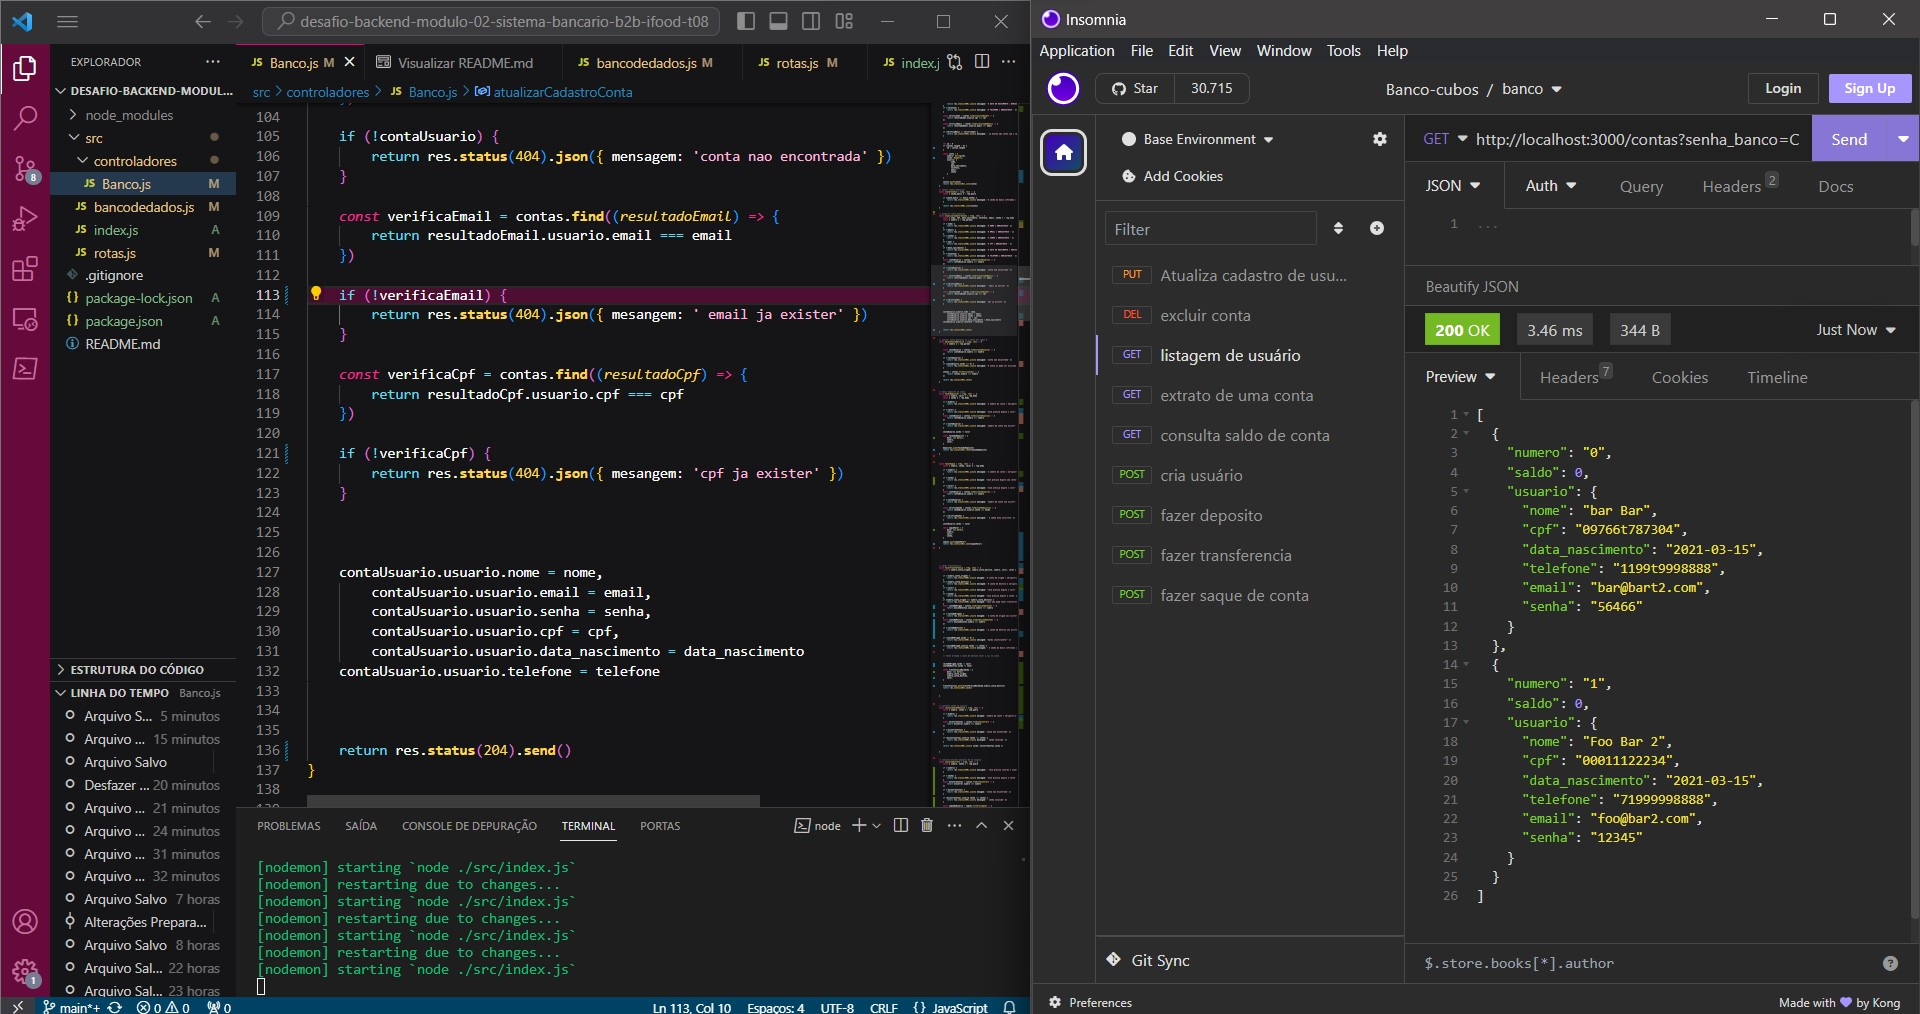 desafio-backend-modulo-02-sistema-bancario-b2b-ifood-t08
EXPLORADOR
DESAFIO-BACKEND-MODUL...
node_modules
src
controladores
JS Banco.js M
JS bancodedados.js M
JS index.js A
JS rotas.js M
.gitignore
{} package-lock.json A
{} package.json A
README.md
8
1
ESTRUTURA DO CÓDIGO
LINHA DO TEMPO Banco.js
Arquivo S... 5 minutos
Arquivo ... 15 minutos
Arquivo Salvo
Desfazer ... 20 minutos
Arquivo ... 21 minutos
Arquivo ... 24 minutos
Arquivo ... 31 minutos
Arquivo ... 32 minutos
Arquivo Salvo 7 horas
Alterações Prepara...
Arquivo Salvo 8 horas
Arquivo Sal... 22 horas
Arquivo Sal... 23 horas
JS Banco.js M
Visualizar README.md
JS bancodedados.js M
JS rotas.js M
JS index.j
src > controladores > JS Banco.js > atualizarCadastroConta
104
105 if (!contaUsuario) {
106 return res.status(404).json({ mensagem: 'conta nao encontrada' })
107 }
108
109 const verificaEmail = contas.find((resultadoEmail) => {
110 return resultadoEmail.usuario.email === email
111 })
112
113 if (!verificaEmail) {
114 return res.status(404).json({ mesangem: ' email ja exister' })
115 }
116
117 const verificaCpf = contas.find((resultadoCpf) => {
118 return resultadoCpf.usuario.cpf === cpf
119 })
120
121 if (!verificaCpf) {
122 return res.status(404).json({ mesangem: 'cpf ja exister' })
123 }
124
125
126
127 contaUsuario.usuario.nome = nome,
128 contaUsuario.usuario.email = email,
129 contaUsuario.usuario.senha = senha,
130 contaUsuario.usuario.cpf = cpf,
131 contaUsuario.usuario.data_nascimento = data_nascimento
132 contaUsuario.usuario.telefone = telefone
133
134
135
136 return res.status(204).send()
137 }
138
PROBLEMAS SAÍDA CONSOLE DE DEPURAÇÃO TERMINAL PORTAS node
[nodemon] starting `node ./src/index.js`
[nodemon] restarting due to changes...
[nodemon] starting `node ./src/index.js`
[nodemon] restarting due to changes...
[nodemon] starting `node ./src/index.js`
[nodemon] restarting due to changes...
[nodemon] starting `node ./src/index.js`
main*+ 0 0 0 Ln 113, Col 10 Espaços: 4 UTF-8 CRLF {} JavaScript
Insomnia
Application File Edit View Window Tools Help
Star 30.715
Banco-cubos / banco
Login
Sign Up
Base Environment
Add Cookies
Filter
PUT Atualiza cadastro de usu...
DEL excluir conta
GET listagem de usuário
GET extrato de uma conta
GET consulta saldo de conta
POST cria usuário
POST fazer deposito
POST fazer transferencia
POST fazer saque de conta
Git Sync
GET http://localhost:3000/contas?senha_banco=C
Send
JSON Auth Query Headers 2 Docs
1 ...
Beautify JSON
200 OK 3.46 ms 344 B Just Now
Preview Headers 7 Cookies Timeline
1 [
2 {
3 "numero": "0",
4 "saldo": 0,
5 "usuario": {
6 "nome": "bar Bar",
7 "cpf": "09766t787304",
8 "data_nascimento": "2021-03-15",
9 "telefone": "1199t9998888",
10 "email": "bar@bart2.com",
11 "senha": "56466"
12 }
13 },
14 {
15 "numero": "1",
16 "saldo": 0,
17 "usuario": {
18 "nome": "Foo Bar 2",
19 "cpf": "00011122234",
20 "data_nascimento": "2021-03-15",
21 "telefone": "71999998888",
22 "email": "foo@bar2.com",
23 "senha": "12345"
24 }
25 }
26 ]
$.store.books[*].author
Preferences
Made with by Kong